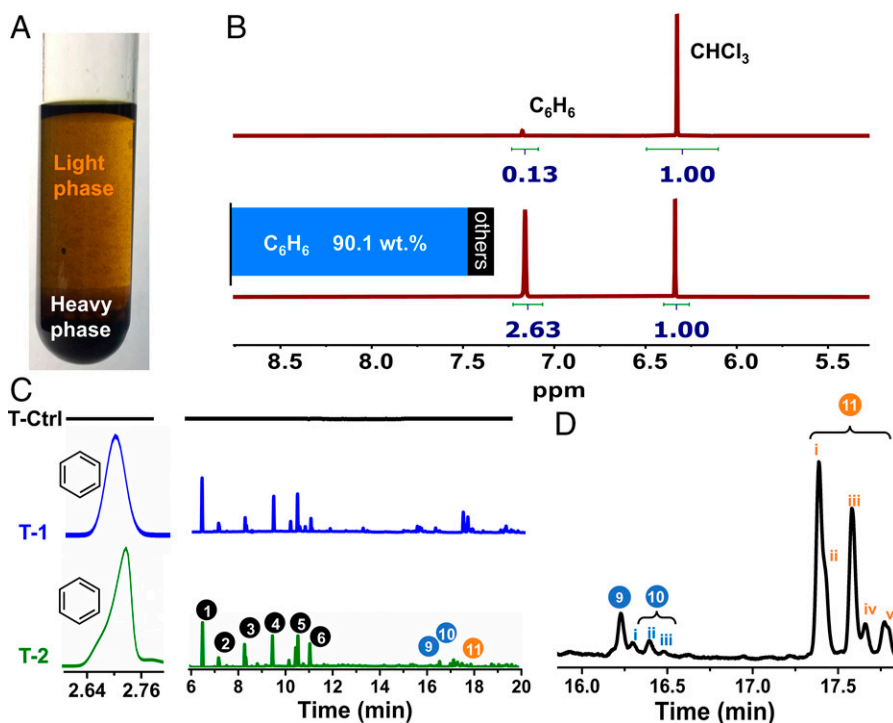 A
Light
phase
Heavy
phase
B
CHCl₃
C₆H₆
0.13 1.00
C₆H₆ 90.1 wt.% others
2.63 1.00
8.5 8.0 7.5 7.0 6.5 6.0 5.5
ppm
C
T-Ctrl
T-1
T-2
1 2 3 4 5 6 9 10 11
2.64 2.76
6 8 10 12 14 16 18 20
Time (min)
D
11
i
ii
iii
iv
v
9
10
i ii iii
16.0 16.5 17.0 17.5
Time (min)